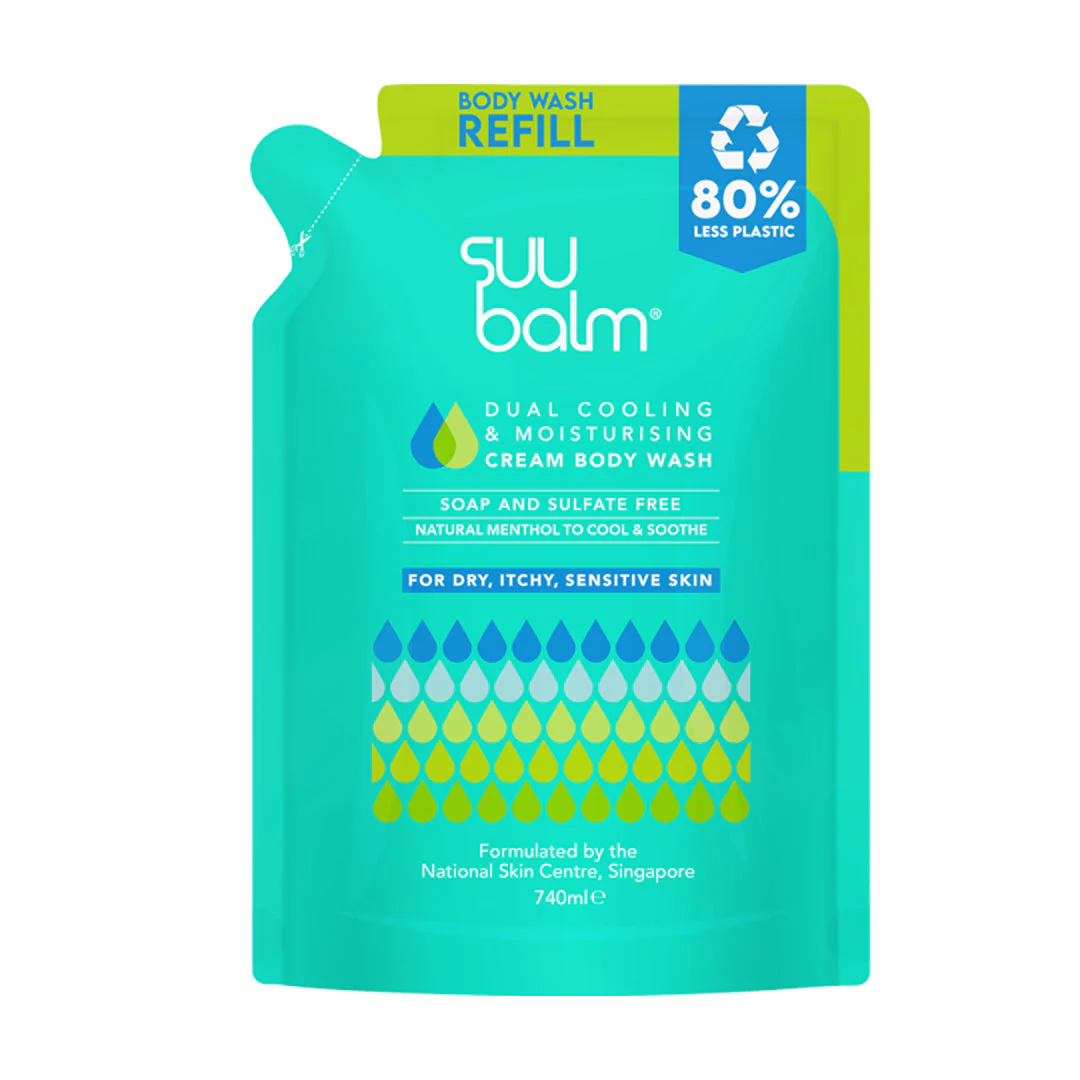 BODY WASH
REFILL
80%
LESS PLASTIC
suu
balm®
DUAL COOLING
& MOISTURISING
CREAM BODY WASH
SOAP AND SULFATE FREE
NATURAL MENTHOL TO COOL & SOOTHE
FOR DRY, ITCHY, SENSITIVE SKIN
Formulated by the
National Skin Centre, Singapore
740ml℮